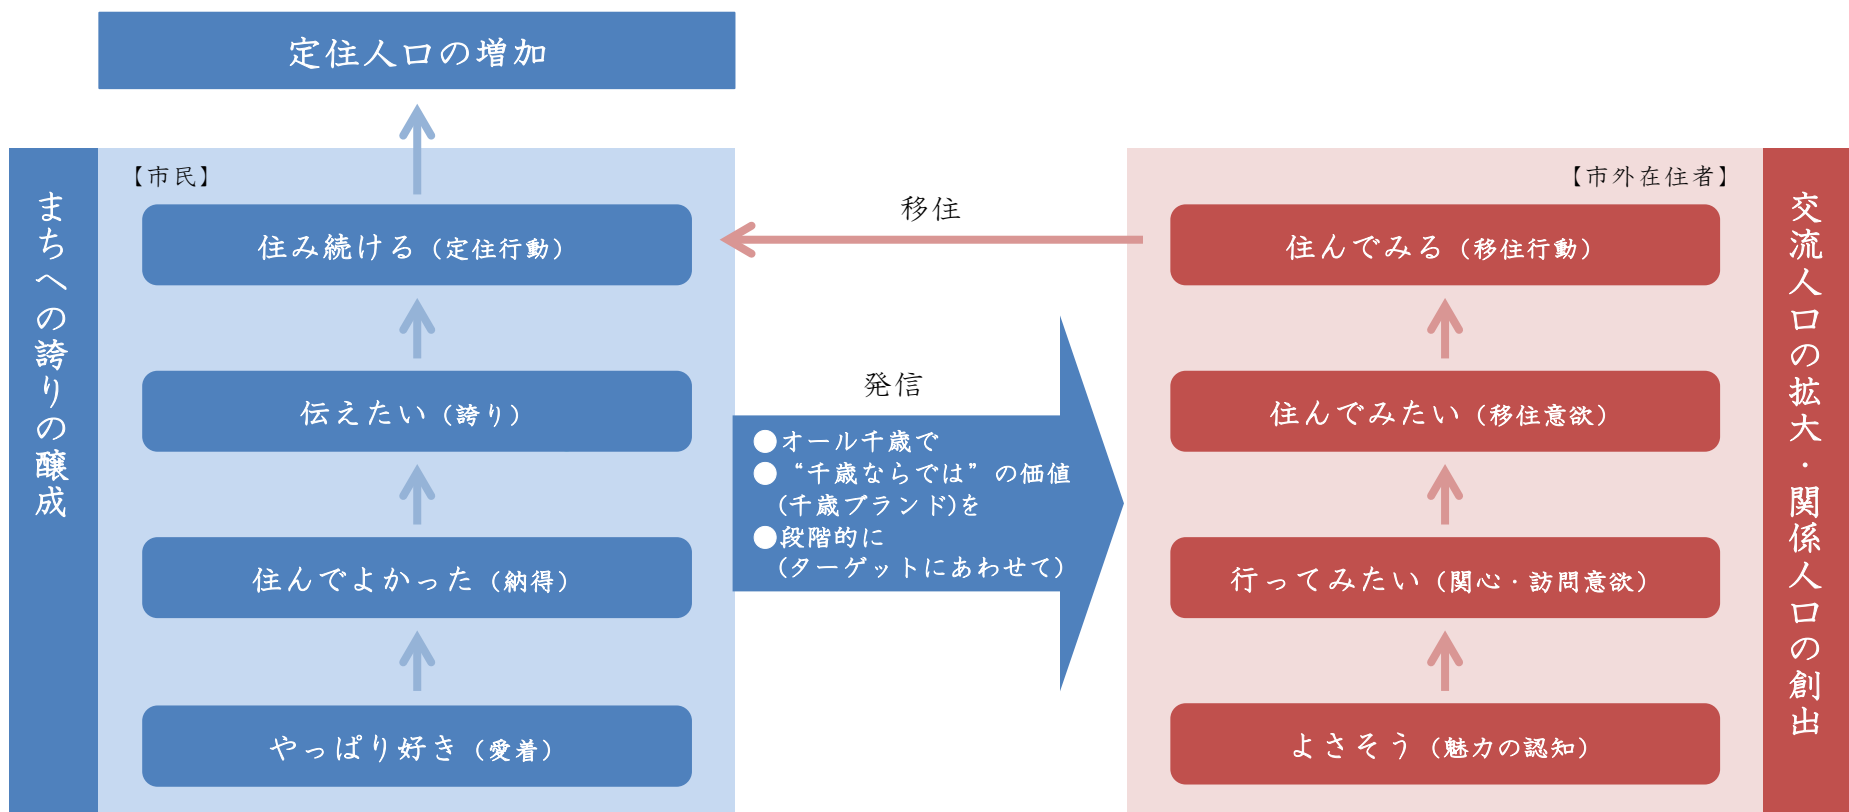 定住人口の増加
まちへの誇りの醸成
【市民】
住み続ける（定住行動）
伝えたい（誇り）
住んでよかった（納得）
やっぱり好き（愛着）
移住
発信
●オール千歳で
●“千歳ならでは”の価値
(千歳ブランド)を
●段階的に
(ターゲットにあわせて)
【市外在住者】
住んでみる（移住行動）
住んでみたい（移住意欲）
行ってみたい（関心・訪問意欲）
よさそう（魅力の認知）
交流人口の拡大・関係人口の創出